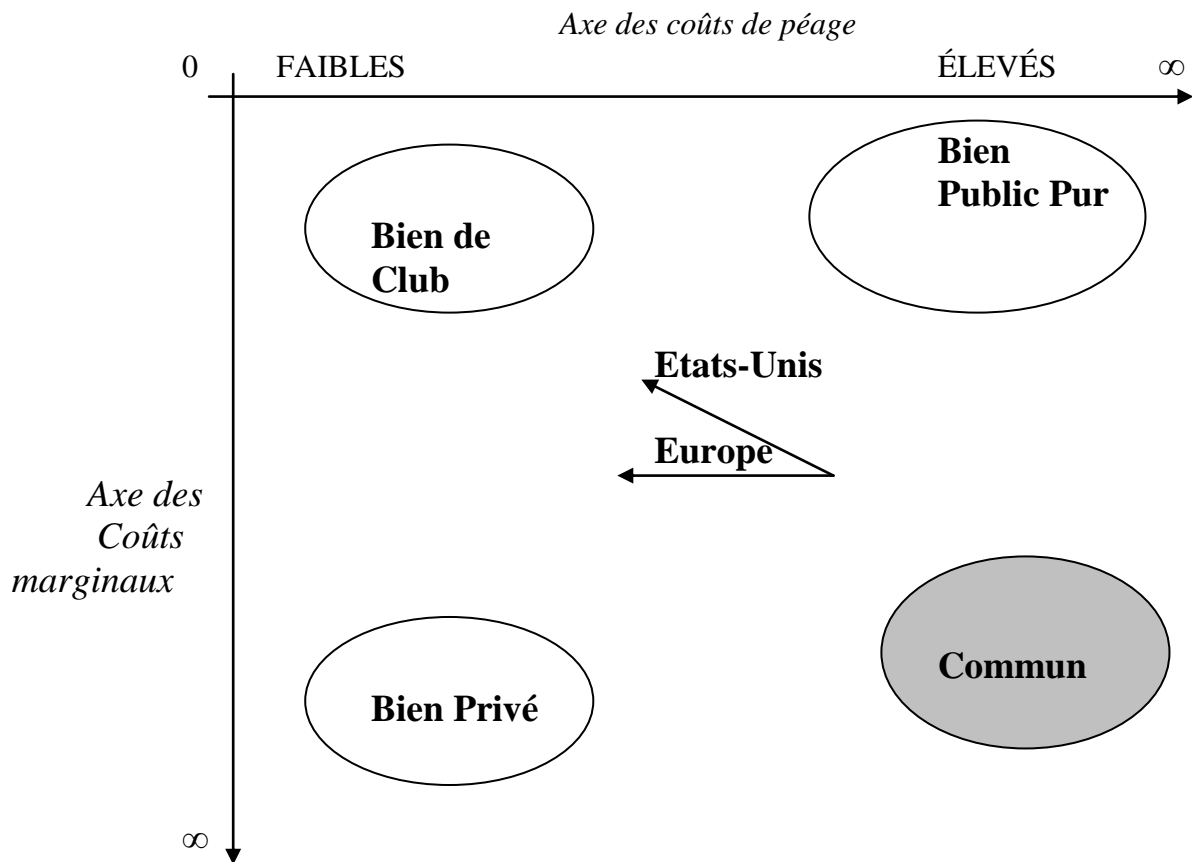 Axe des coûts de péage
0 FAIBLES ÉLEVÉS ∞
Bien
Public Pur
Bien de
Club
Etats-Unis
Europe
Axe des
Coûts
marginaux
Commun
Bien Privé
∞